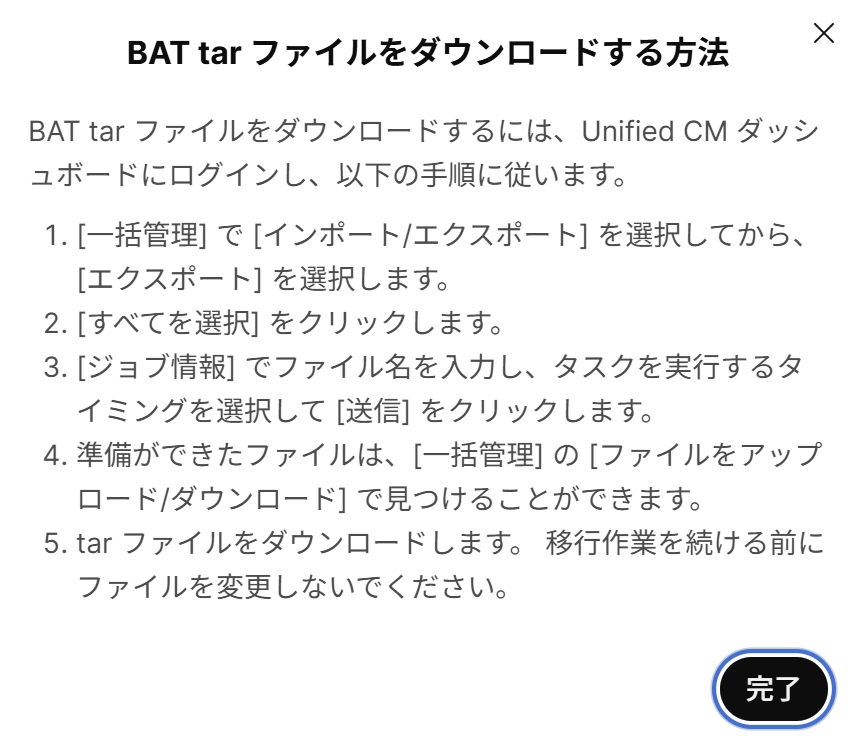 BAT tar ファイルをダウンロードする方法
BAT tar ファイルをダウンロードするには、Unified CM ダッシ
ュボードにログインし、以下の手順に従います。
1. [一括管理] で [インポート/エクスポート] を選択してから、
[エクスポート] を選択します。
2. [すべてを選択] をクリックします。
3. [ジョブ情報] でファイル名を入力し、タスクを実行するタ
イミングを選択して [送信] をクリックします。
4. 準備ができたファイルは、[一括管理] の [ファイルをアップ
ロード/ダウンロード] で見つけることができます。
5. tar ファイルをダウンロードします。 移行作業を続ける前に
ファイルを変更しないでください。
完了